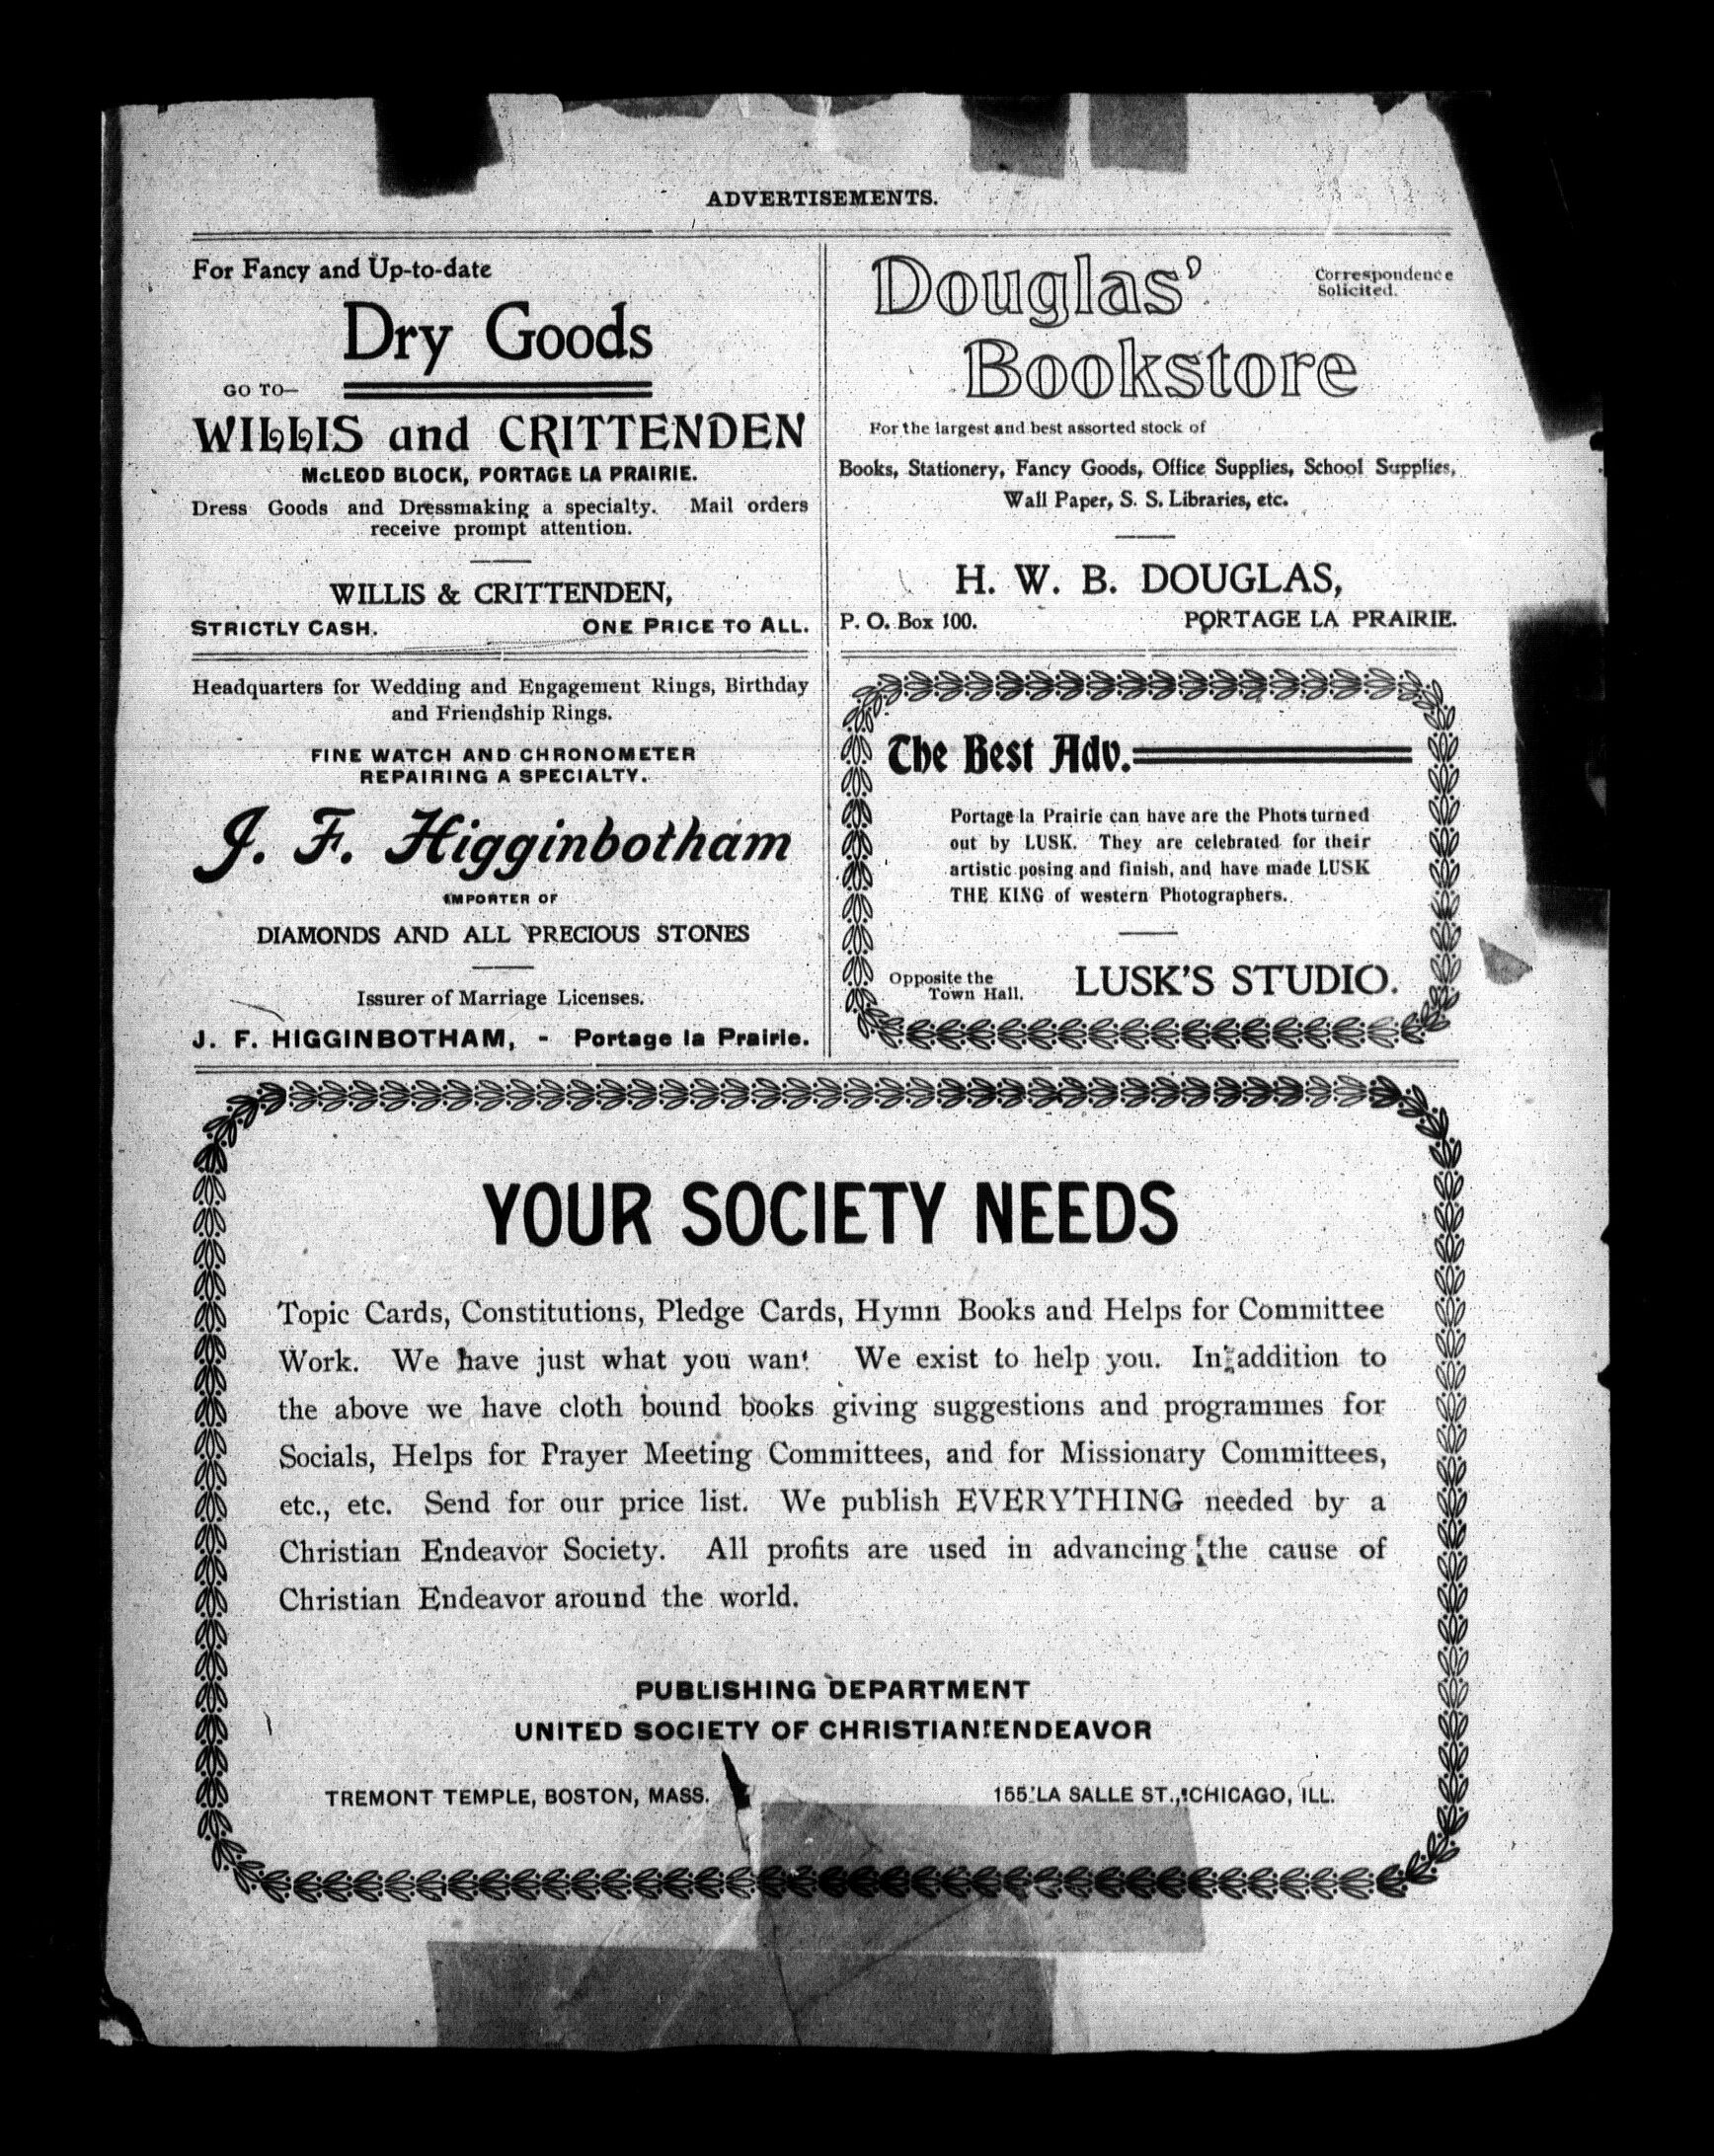 ADVERTISEMENTS.
For Fancy and Up-to-date
Dry Goods
GO TO—
WILLIS and CRITTENDEN
McLEOD BLOCK, PORTAGE LA PRAIRIE.
Dress Goods and Dressmaking a specialty. Mail orders
receive prompt attention.
WILLIS & CRITTENDEN,
STRICTLY CASH. ONE PRICE TO ALL.
Headquarters for Wedding and Engagement Rings, Birthday
and Friendship Rings.
FINE WATCH AND CHRONOMETER
REPAIRING A SPECIALTY.
J. F. Higginbotham
IMPORTER OF
DIAMONDS AND ALL PRECIOUS STONES
Issurer of Marriage Licenses.
J. F. HIGGINBOTHAM, - Portage la Prairie.
Douglas'
Correspondence
Solicited.
Bookstore
For the largest and best assorted stock of
Books, Stationery, Fancy Goods, Office Supplies, School Supplies,
Wall Paper, S. S. Libraries, etc.
H. W. B. DOUGLAS,
P. O. Box 100. PORTAGE LA PRAIRIE.
The Best Adv.
Portage la Prairie can have are the Phots turned
out by LUSK. They are celebrated for their
artistic posing and finish, and have made LUSK
THE KING of western Photographers.
Opposite the
Town Hall.
LUSK'S STUDIO.
YOUR SOCIETY NEEDS
Topic Cards, Constitutions, Pledge Cards, Hymn Books and Helps for Committee
Work. We have just what you want We exist to help you. In addition to
the above we have cloth bound books giving suggestions and programmes for
Socials, Helps for Prayer Meeting Committees, and for Missionary Committees,
etc., etc. Send for our price list. We publish EVERYTHING needed by a
Christian Endeavor Society. All profits are used in advancing the cause of
Christian Endeavor around the world.
PUBLISHING DEPARTMENT
UNITED SOCIETY OF CHRISTIAN ENDEAVOR
TREMONT TEMPLE, BOSTON, MASS. 155 LA SALLE ST., CHICAGO, ILL.